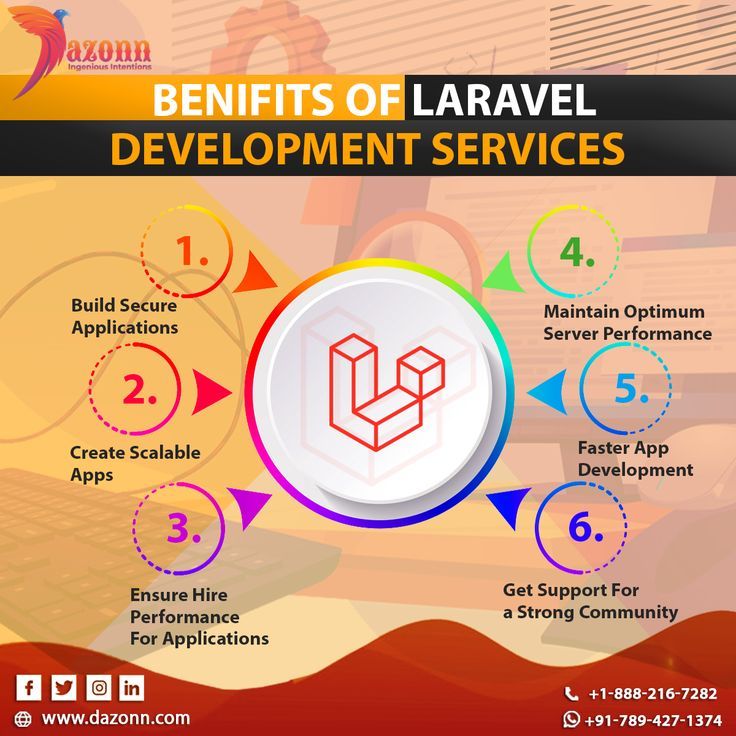 Dazonn
Ingenious Intentions
BENIFITS OF LARAVEL
DEVELOPMENT SERVICES
1.
Build Secure
Applications
2.
Create Scalable
Apps
3.
Ensure Hire
Performance
For Applications
4.
Maintain Optimum
Server Performance
5.
Faster App
Development
6.
Get Support For
a Strong Community
www.dazonn.com
+1-888-216-7282
+91-789-427-1374